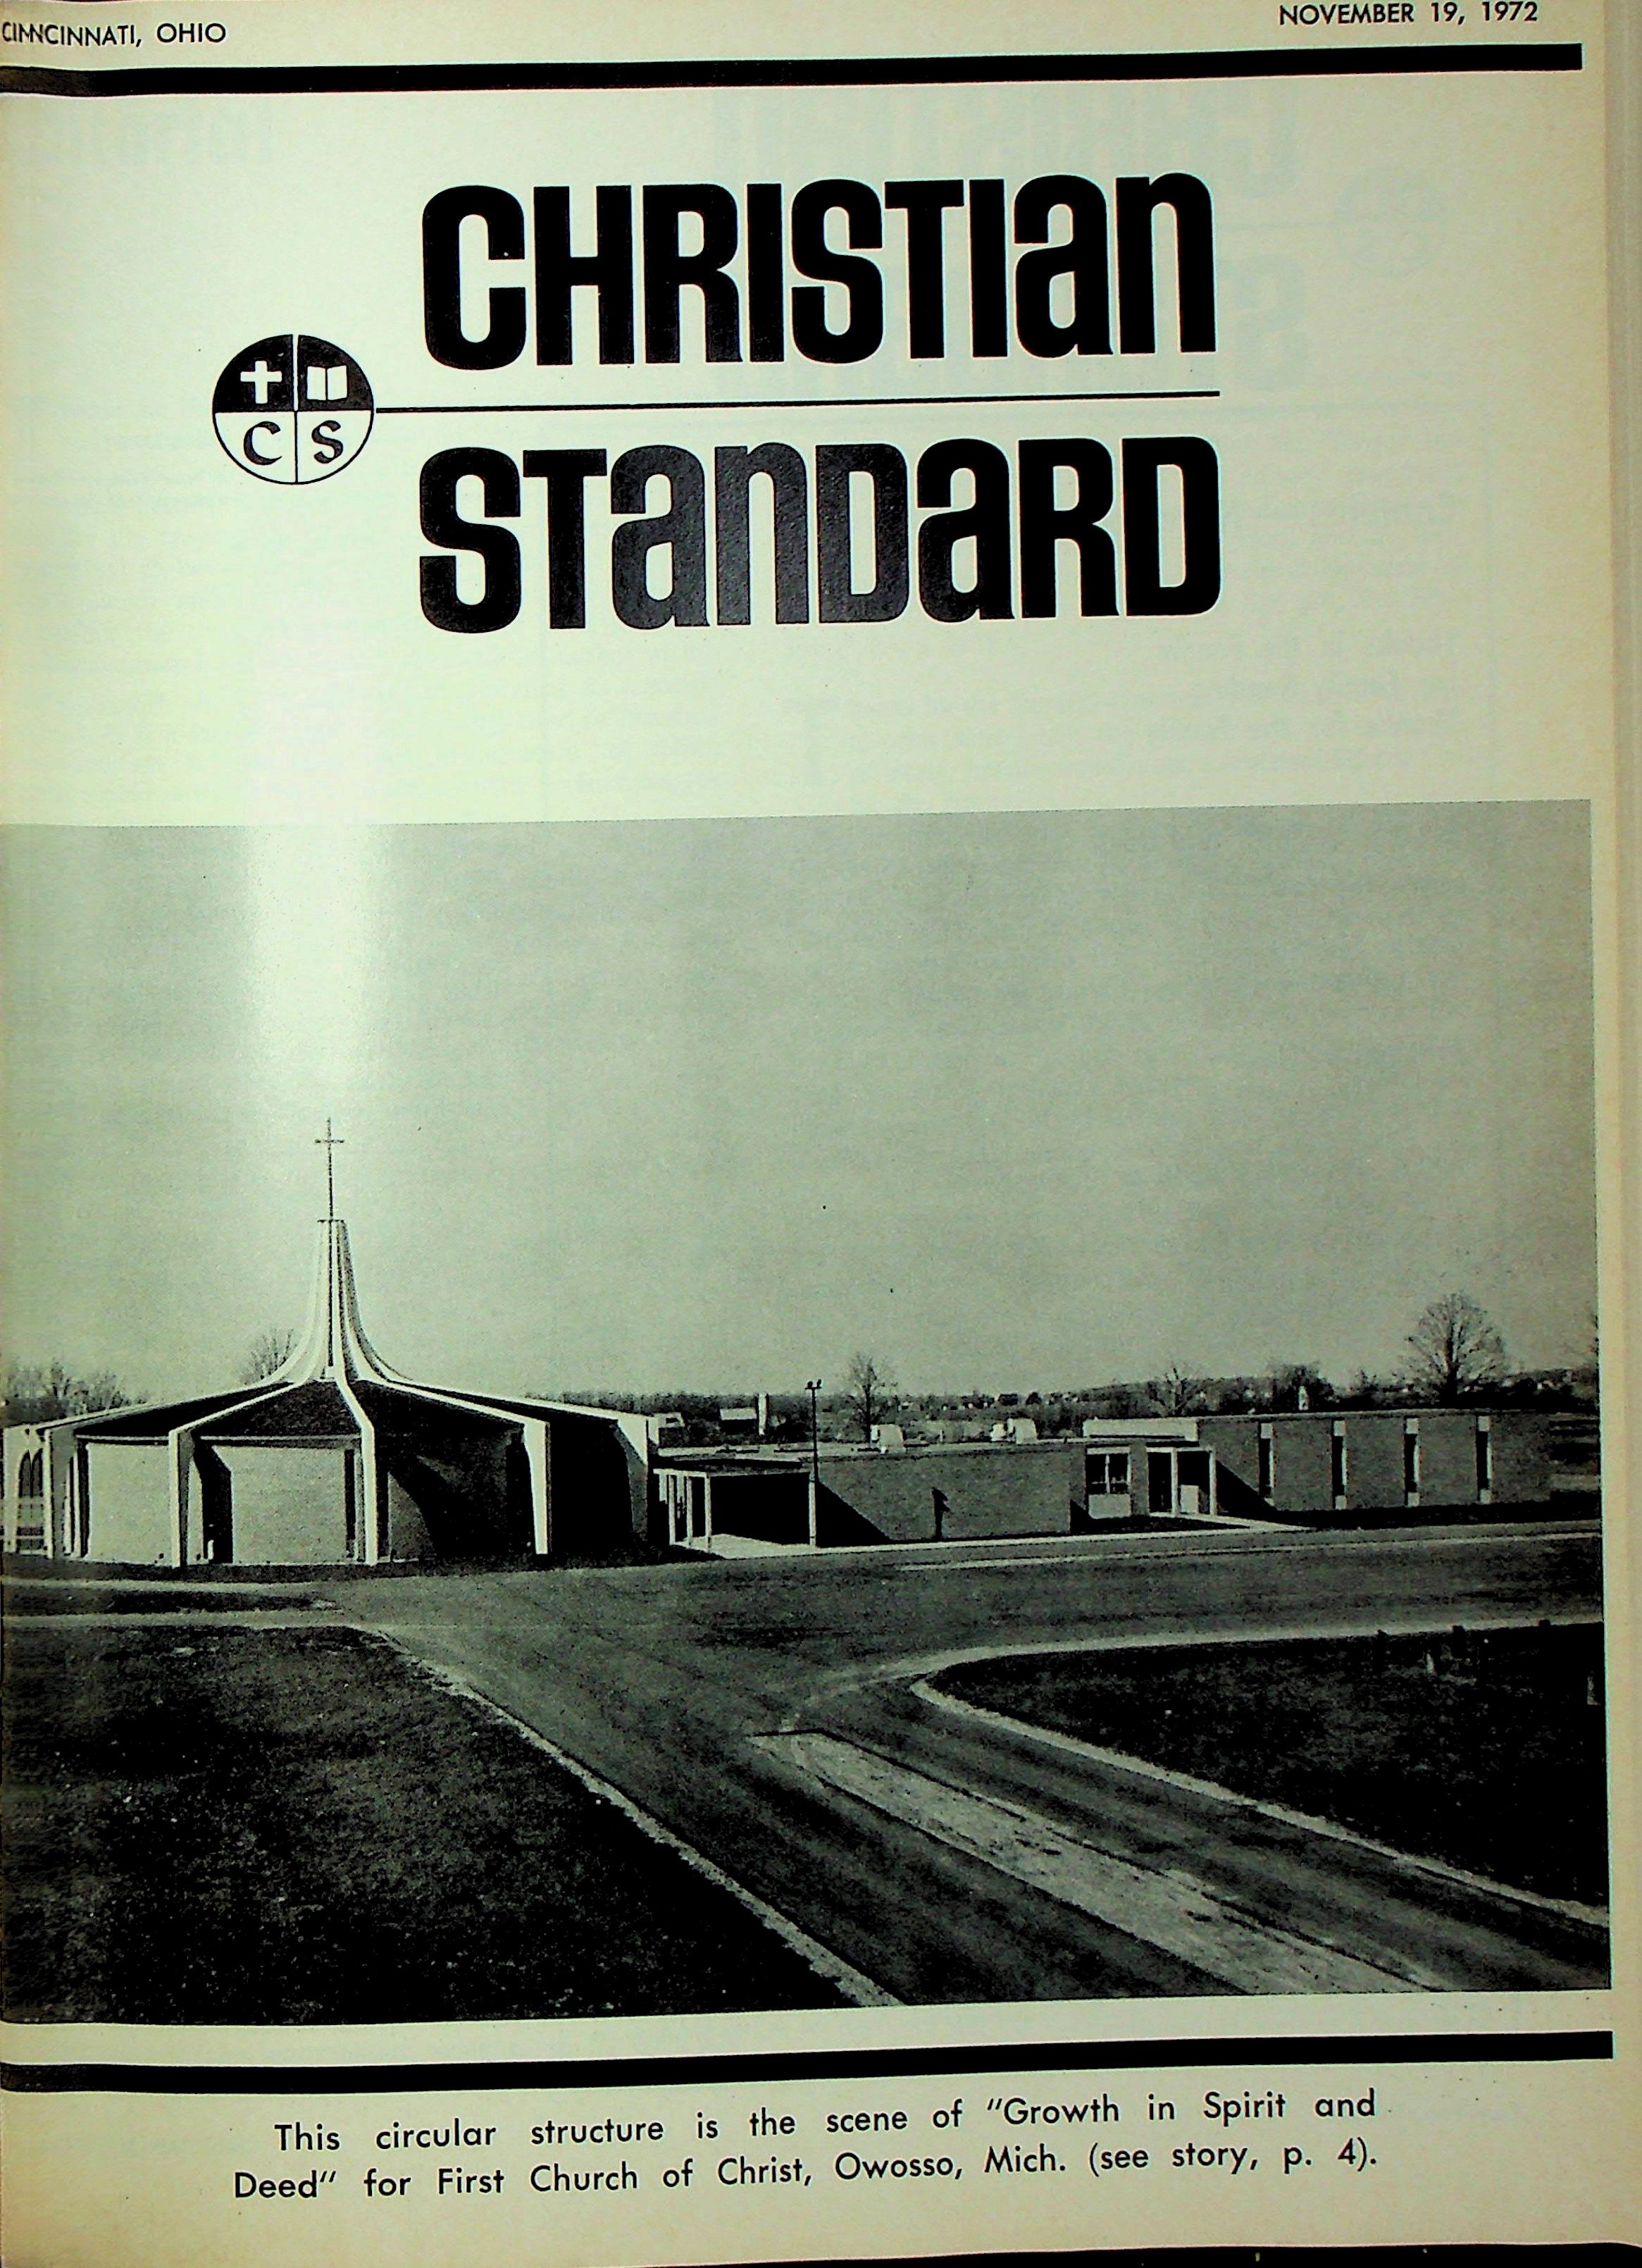 CINCINNATI, OHIO
NOVEMBER 19, 1972
CHRISTIan
C S
STanDaRD
This circular structure is the scene of "Growth in Spirit and
Deed" for First Church of Christ, Owosso, Mich. (see story, p. 4).